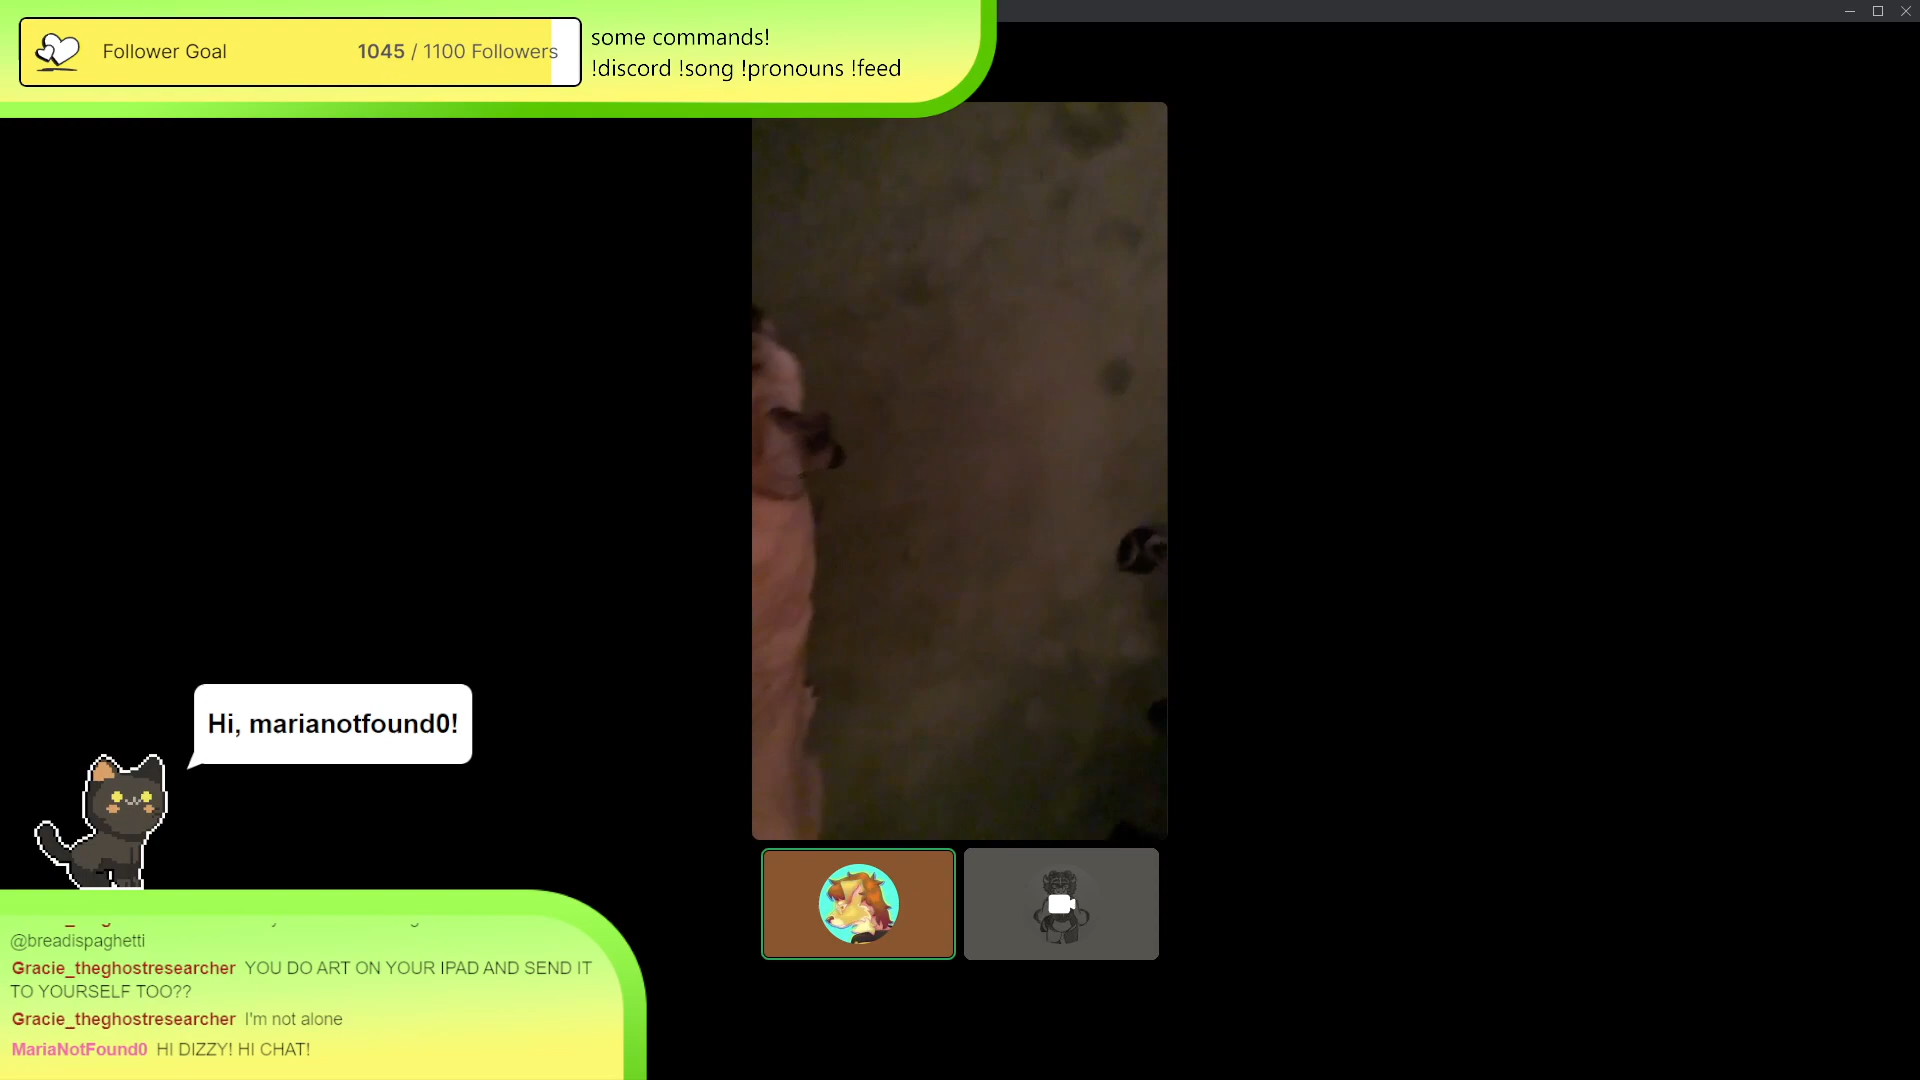 Follower Goal 1045 / 1100 Followers
some commands!
!discord !song !pronouns !feed
Hi, marianotfound0!
@breadispaghetti
Gracie_theghostresearcher YOU DO ART ON YOUR IPAD AND SEND IT
TO YOURSELF TOO??
Gracie_theghostresearcher I'm not alone
MariaNotFound0 HI DIZZY! HI CHAT!